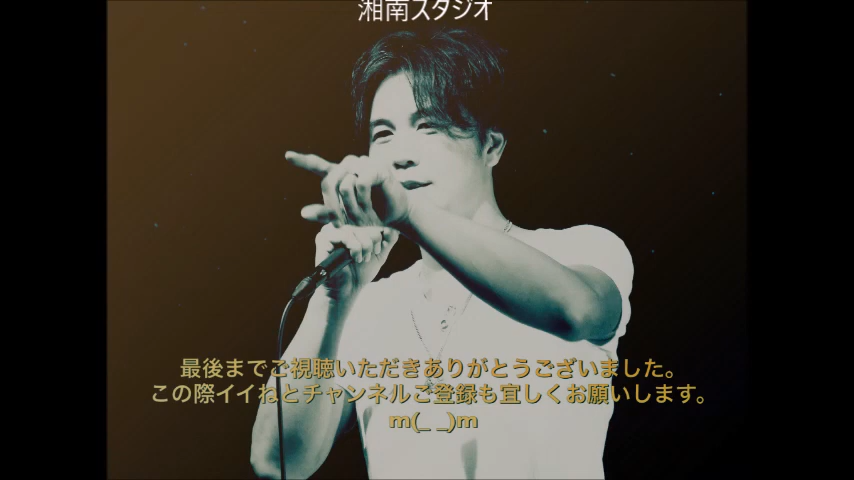 湘南スタジオ
最後までご視聴いただきありがとうございました。
この際イイねとチャンネルご登録も宜しくお願いします。
m(_ _)m